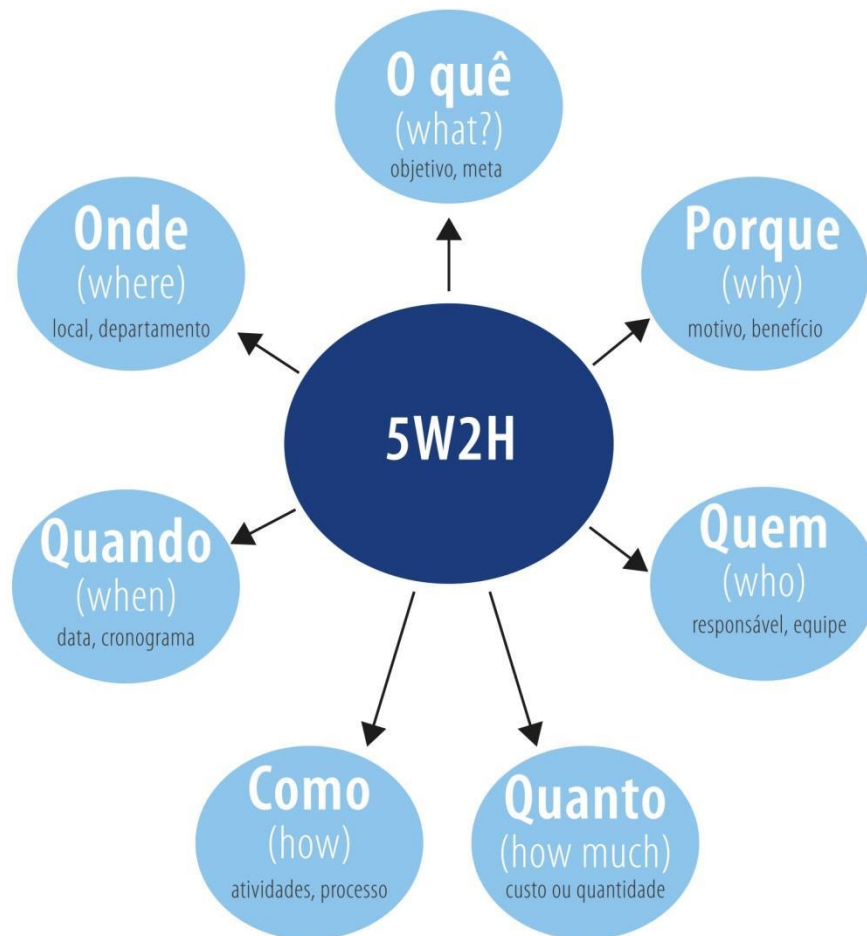 O quê
(what?)
objetivo, meta
Onde
(where)
local, departamento
Porque
(why)
motivo, benefício
5W2H
Quando
(when)
data, cronograma
Quem
(who)
responsável, equipe
Como
(how)
atividades, processo
Quanto
(how much)
custo ou quantidade